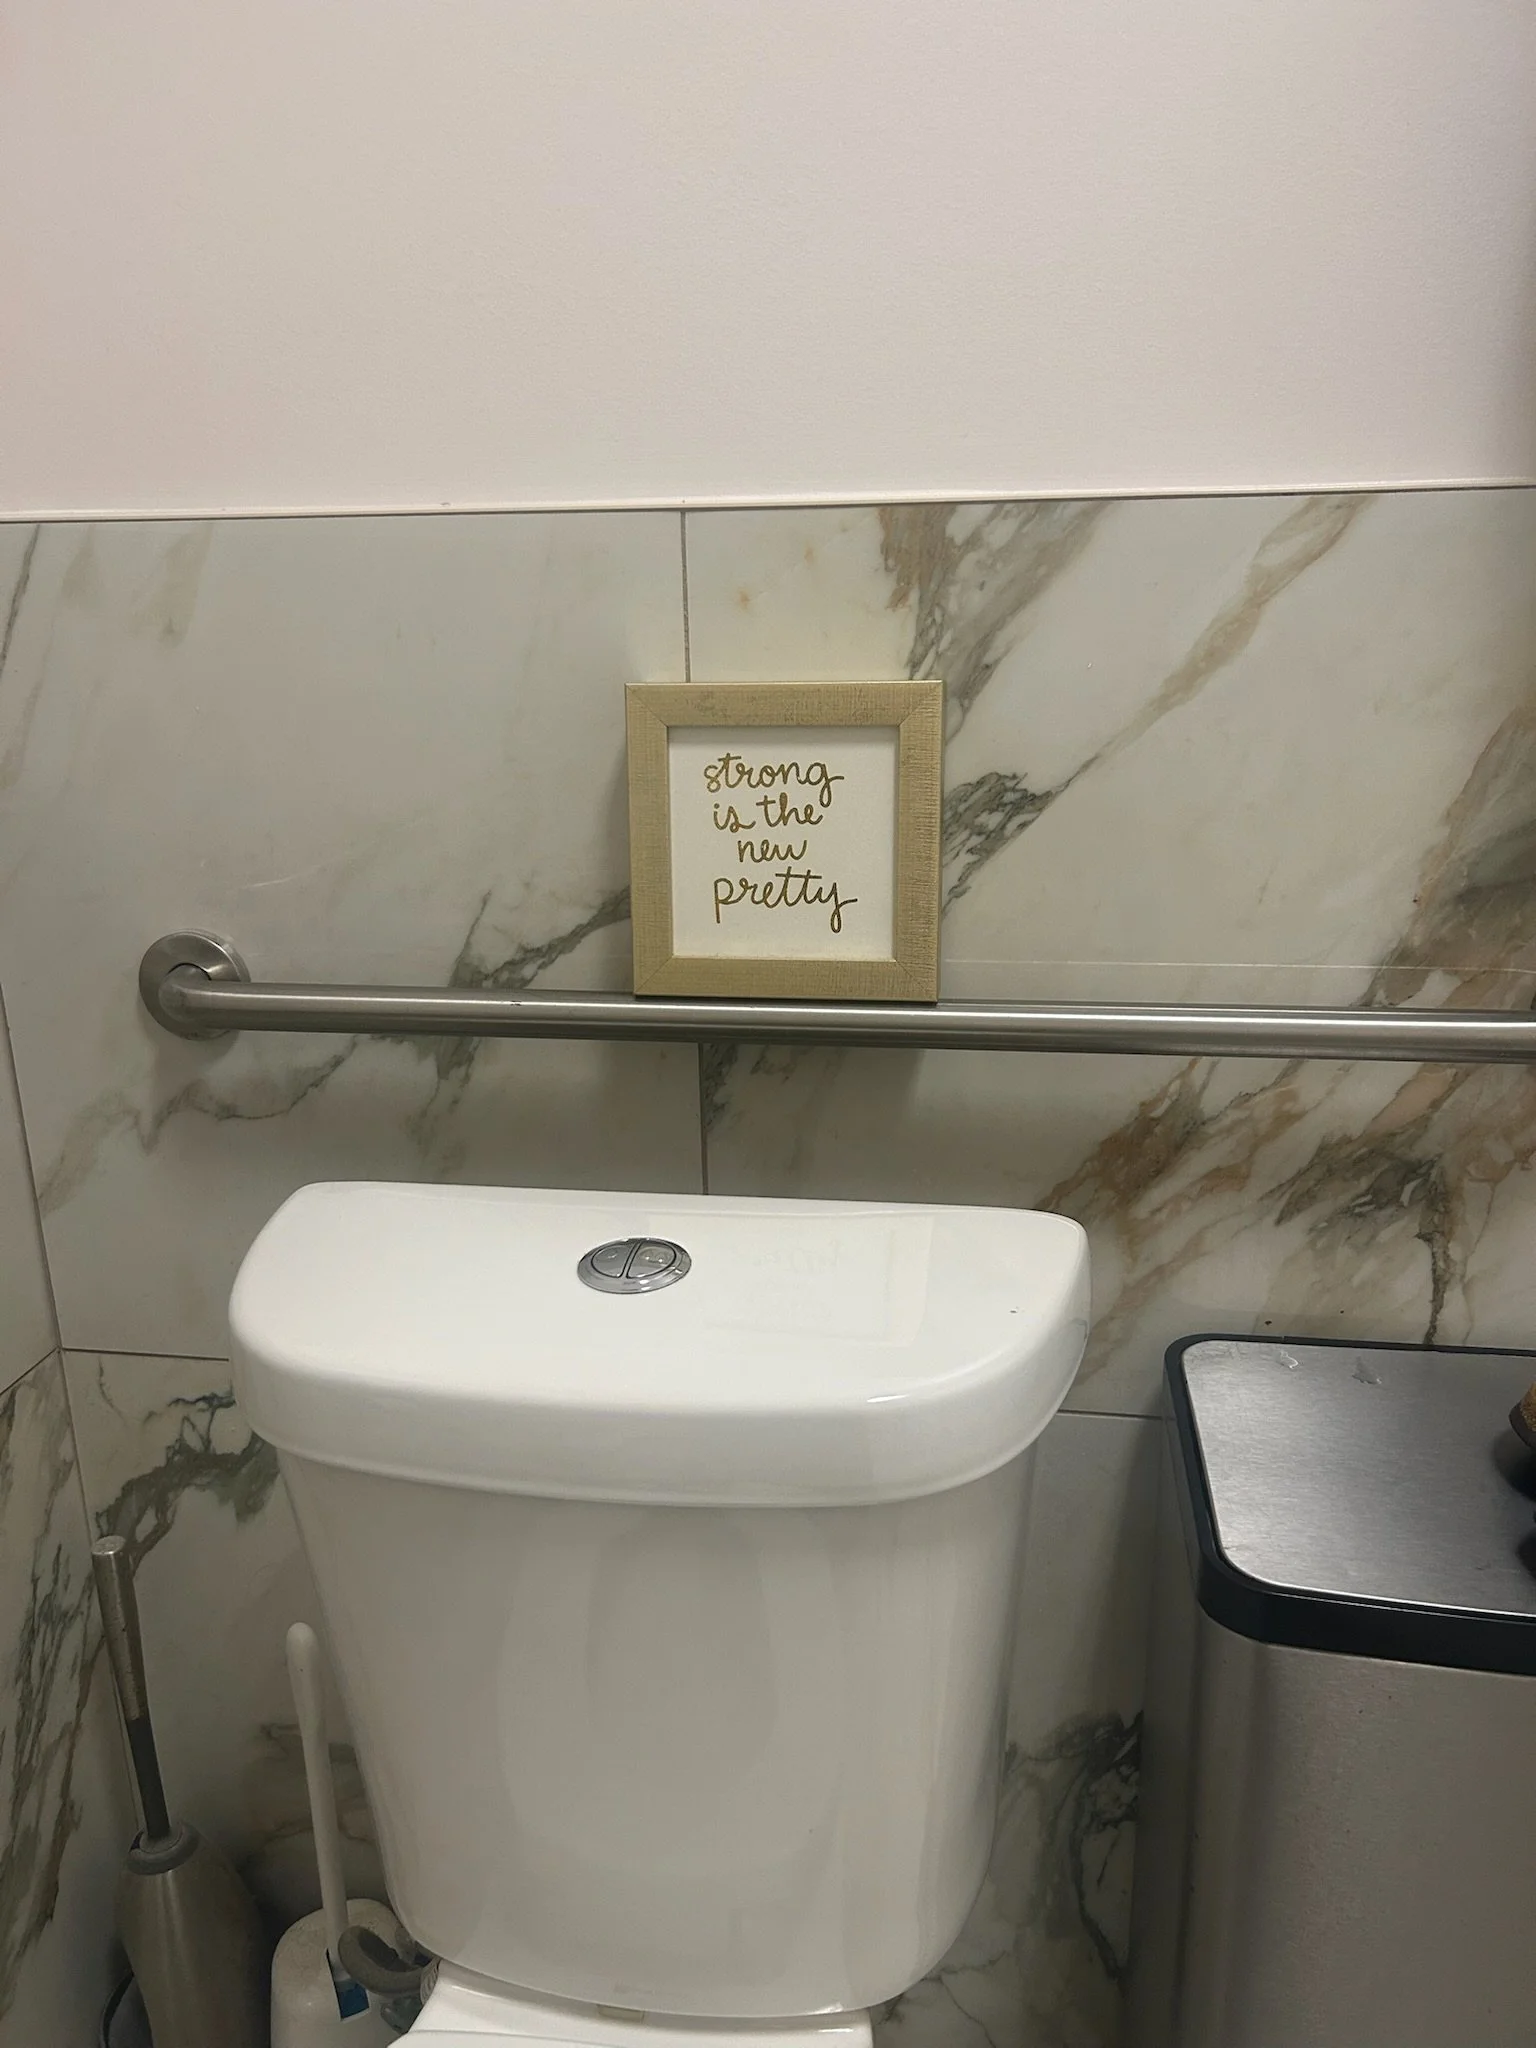 strong
is the
new
pretty